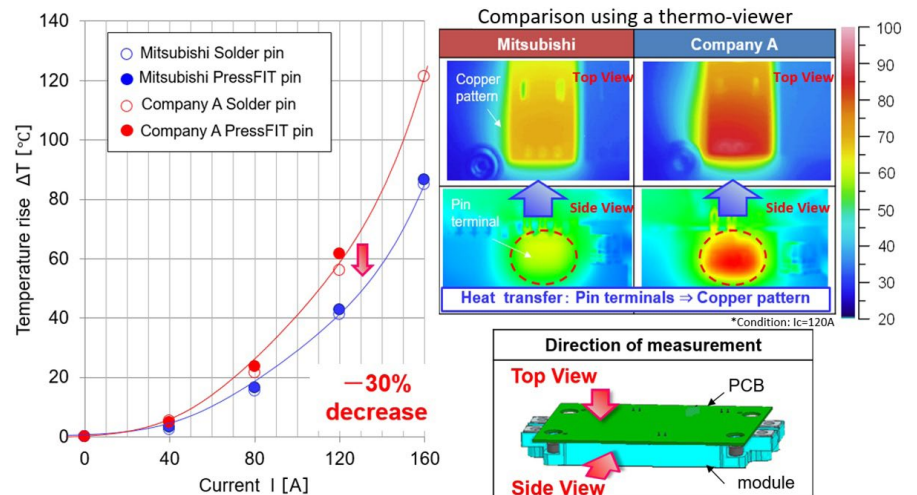 Temperature rise ΔT [℃]
140
120
100
80
60
40
20
0
0 40 80 120 160
Current I [A]
Mitsubishi Solder pin
Mitsubishi PressFIT pin
Company A Solder pin
Company A PressFIT pin
－30%
decrease
Comparison using a thermo-viewer
Mitsubishi Company A
Copper
pattern
Top View
Top View
Pin
terminal
Side View
Side View
Heat transfer: Pin terminals ⇒ Copper pattern
*Condition: Ic=120A
100
90
80
70
60
50
40
30
20
Direction of measurement
Top View
PCB
Side View
module